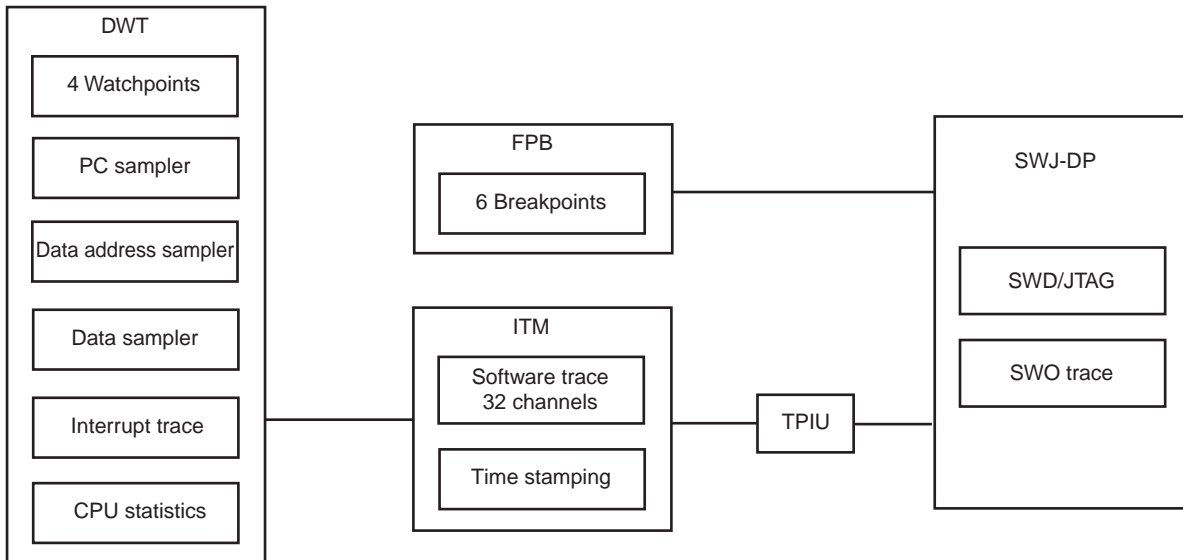 DWT
4 Watchpoints
PC sampler
Data address sampler
Data sampler
Interrupt trace
CPU statistics
FPB
6 Breakpoints
ITM
Software trace
32 channels
Time stamping
TPIU
SWJ-DP
SWD/JTAG
SWO trace